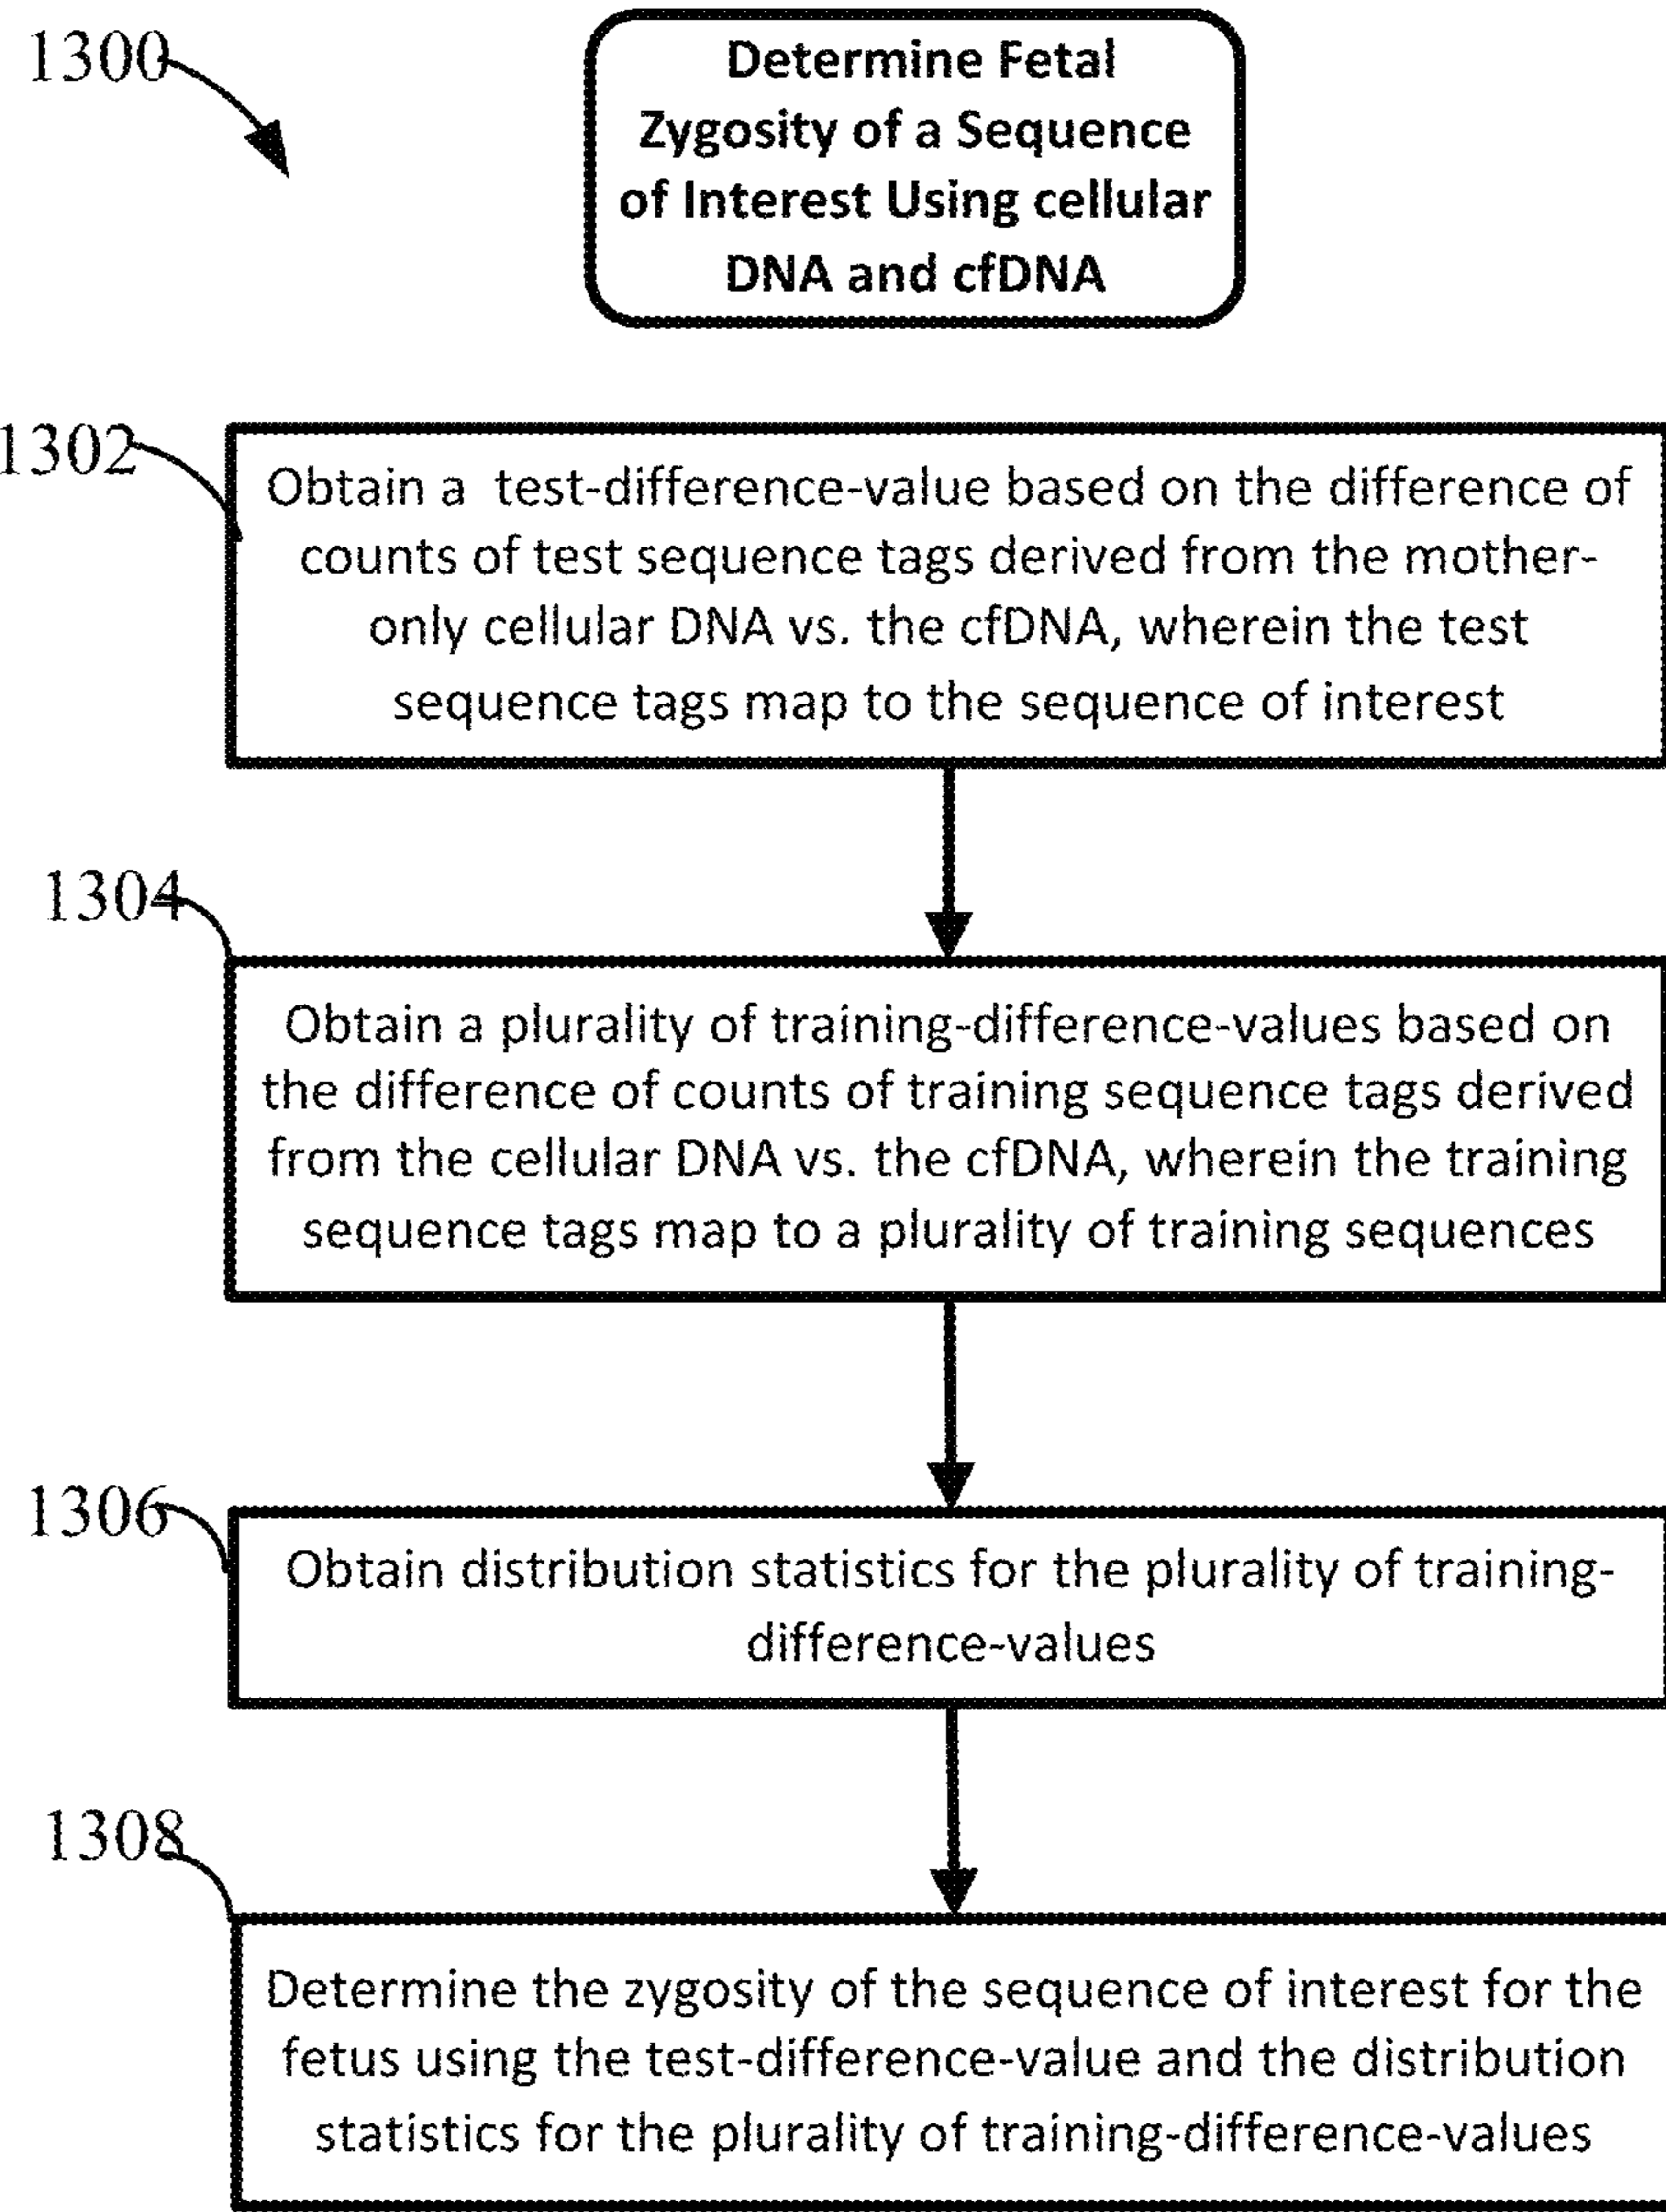 1300
Determine Fetal
Zygosity of a Sequence
of Interest Using cellular
DNA and cfDNA
1302
Obtain a test-difference-value based on the difference of
counts of test sequence tags derived from the mother-
only cellular DNA vs. the cfDNA, wherein the test
sequence tags map to the sequence of interest
1304
Obtain a plurality of training-difference-values based on
the difference of counts of training sequence tags derived
from the cellular DNA vs. the cfDNA, wherein the training
sequence tags map to a plurality of training sequences
1306
Obtain distribution statistics for the plurality of training-
difference-values
1308
Determine the zygosity of the sequence of interest for the
fetus using the test-difference-value and the distribution
statistics for the plurality of training-difference-values